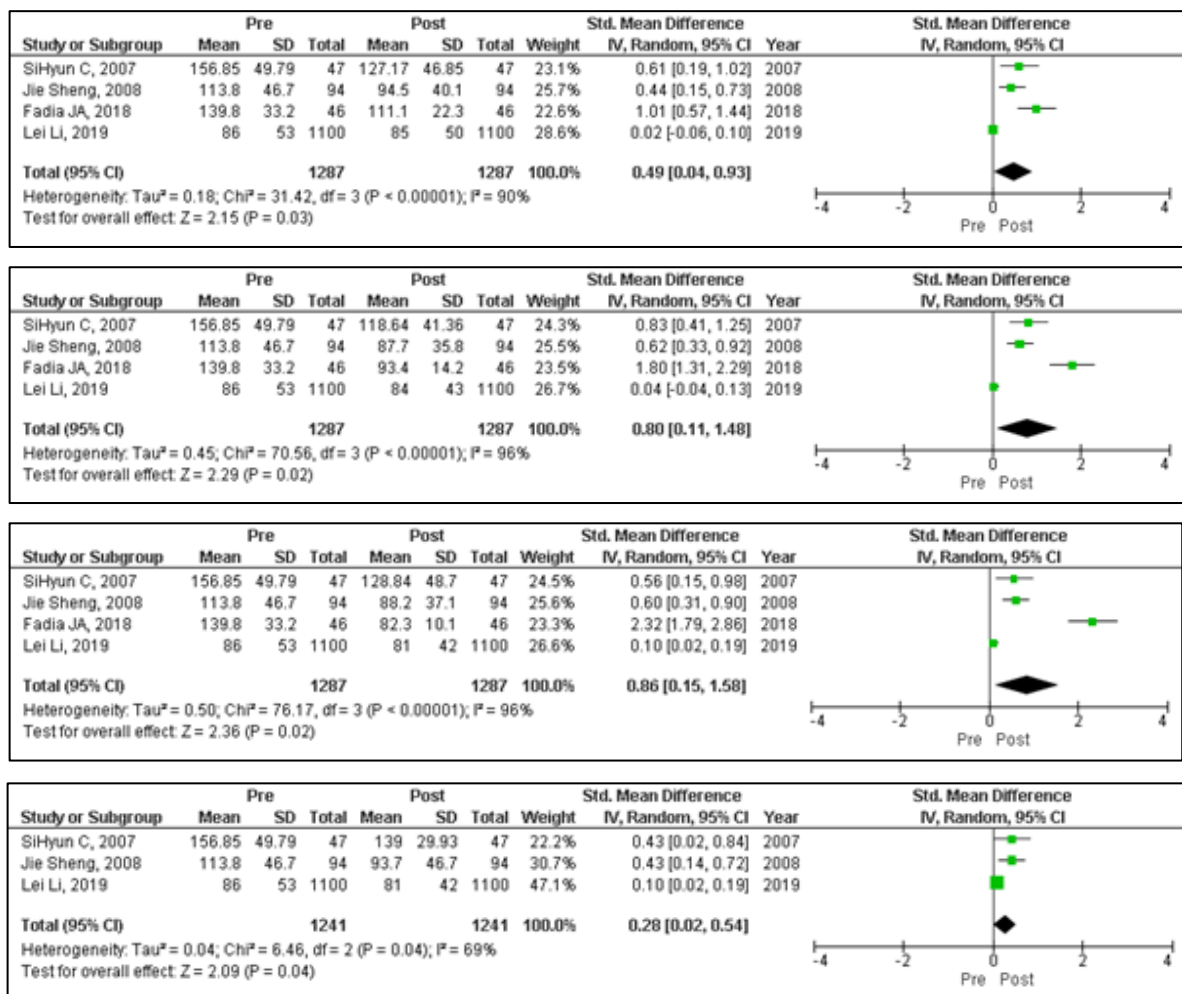 Pre Post Std. Mean Difference Std. Mean Difference
Study or Subgroup Mean SD Total Mean SD Total Weight IV, Random, 95% CI Year IV, Random, 95% CI
SiHyun C, 2007 156.85 49.79 47 127.17 46.85 47 23.1% 0.61 [0.19, 1.02] 2007
Jie Sheng, 2008 113.8 46.7 94 94.5 40.1 94 25.7% 0.44 [0.15, 0.73] 2008
Fadia JA, 2018 139.8 33.2 46 111.1 22.3 46 22.6% 1.01 [0.57, 1.44] 2018
Lei Li, 2019 86 53 1100 85 50 1100 28.6% 0.02 [-0.06, 0.10] 2019
Total (95% CI) 1287 1287 100.0% 0.49 [0.04, 0.93]
Heterogeneity: Tau² = 0.18; Chi² = 31.42, df = 3 (P < 0.00001); I² = 90%
Test for overall effect: Z = 2.15 (P = 0.03)
-4 -2 0 2 4
Pre Post
Pre Post Std. Mean Difference Std. Mean Difference
Study or Subgroup Mean SD Total Mean SD Total Weight IV, Random, 95% CI Year IV, Random, 95% CI
SiHyun C, 2007 156.85 49.79 47 118.64 41.36 47 24.3% 0.83 [0.41, 1.25] 2007
Jie Sheng, 2008 113.8 46.7 94 87.7 35.8 94 25.5% 0.62 [0.33, 0.92] 2008
Fadia JA, 2018 139.8 33.2 46 93.4 14.2 46 23.5% 1.80 [1.31, 2.29] 2018
Lei Li, 2019 86 53 1100 84 43 1100 26.7% 0.04 [-0.04, 0.13] 2019
Total (95% CI) 1287 1287 100.0% 0.80 [0.11, 1.48]
Heterogeneity: Tau² = 0.45; Chi² = 70.56, df = 3 (P < 0.00001); I² = 96%
Test for overall effect: Z = 2.29 (P = 0.02)
-4 -2 0 2 4
Pre Post
Pre Post Std. Mean Difference Std. Mean Difference
Study or Subgroup Mean SD Total Mean SD Total Weight IV, Random, 95% CI Year IV, Random, 95% CI
SiHyun C, 2007 156.85 49.79 47 128.84 48.7 47 24.5% 0.56 [0.15, 0.98] 2007
Jie Sheng, 2008 113.8 46.7 94 88.2 37.1 94 25.6% 0.60 [0.31, 0.90] 2008
Fadia JA, 2018 139.8 33.2 46 82.3 10.1 46 23.3% 2.32 [1.79, 2.86] 2018
Lei Li, 2019 86 53 1100 81 42 1100 26.6% 0.10 [0.02, 0.19] 2019
Total (95% CI) 1287 1287 100.0% 0.86 [0.15, 1.58]
Heterogeneity: Tau² = 0.50; Chi² = 76.17, df = 3 (P < 0.00001); I² = 96%
Test for overall effect: Z = 2.36 (P = 0.02)
-4 -2 0 2 4
Pre Post
Pre Post Std. Mean Difference Std. Mean Difference
Study or Subgroup Mean SD Total Mean SD Total Weight IV, Random, 95% CI Year IV, Random, 95% CI
SiHyun C, 2007 156.85 49.79 47 139 29.93 47 22.2% 0.43 [0.02, 0.84] 2007
Jie Sheng, 2008 113.8 46.7 94 93.7 46.7 94 30.7% 0.43 [0.14, 0.72] 2008
Lei Li, 2019 86 53 1100 81 42 1100 47.1% 0.10 [0.02, 0.19] 2019
Total (95% CI) 1241 1241 100.0% 0.28 [0.02, 0.54]
Heterogeneity: Tau² = 0.04; Chi² = 6.46, df = 2 (P = 0.04); I² = 69%
Test for overall effect: Z = 2.09 (P = 0.04)
-4 -2 0 2 4
Pre Post